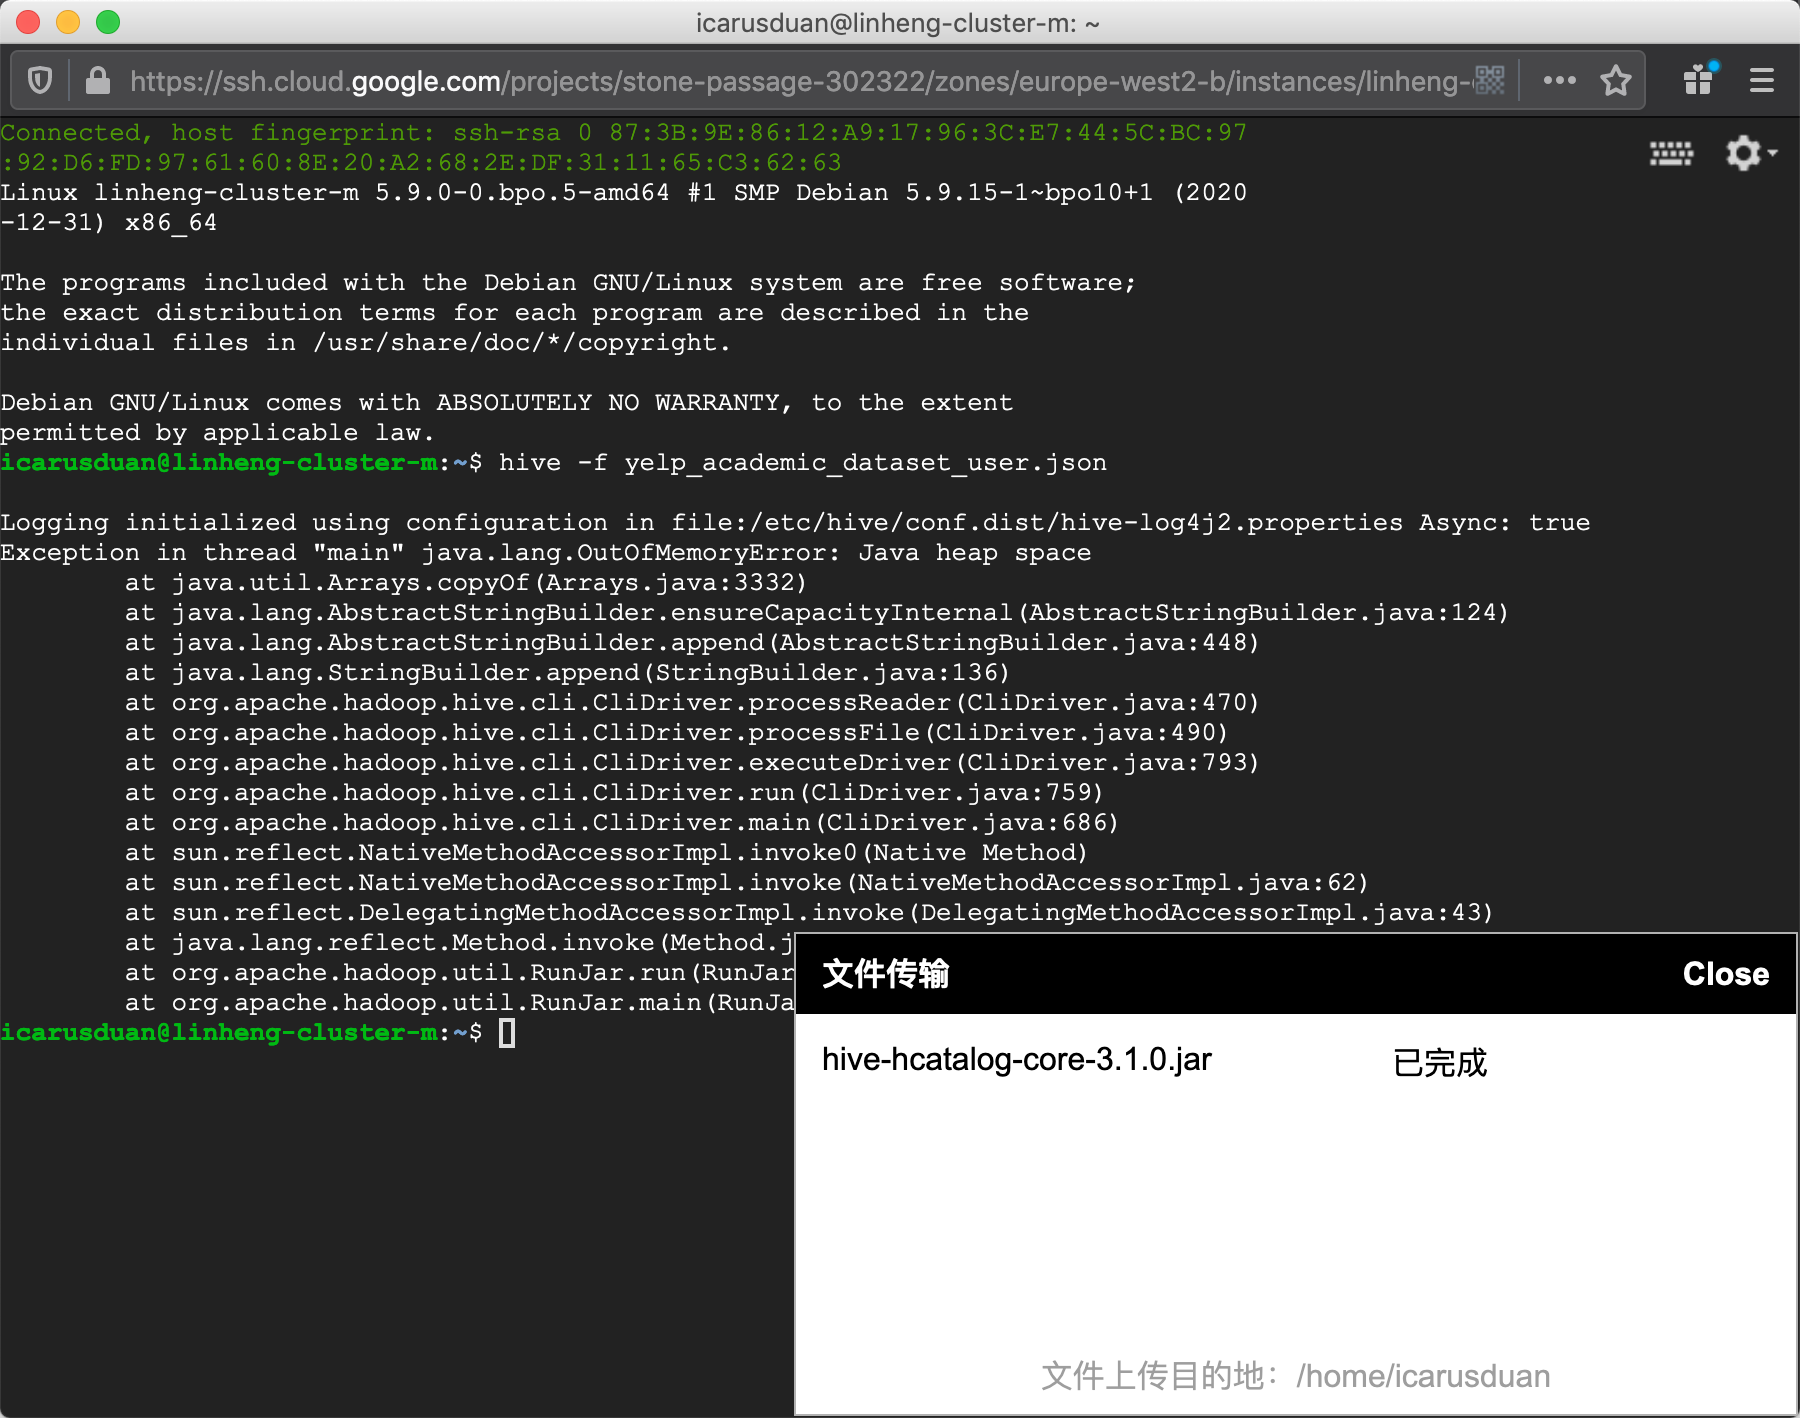 icarusduan@linheng-cluster-m: ~
https://ssh.cloud.google.com/projects/stone-passage-302322/zones/europe-west2-b/instances/linheng-
Connected, host fingerprint: ssh-rsa 0 87:3B:9E:86:12:A9:17:96:3C:E7:44:5C:BC:97
:92:D6:FD:97:61:60:8E:20:A2:68:2E:DF:31:11:65:C3:62:63
Linux linheng-cluster-m 5.9.0-0.bpo.5-amd64 #1 SMP Debian 5.9.15-1~bpo10+1 (2020
-12-31) x86_64
The programs included with the Debian GNU/Linux system are free software;
the exact distribution terms for each program are described in the
individual files in /usr/share/doc/*/copyright.
Debian GNU/Linux comes with ABSOLUTELY NO WARRANTY, to the extent
permitted by applicable law.
icarusduan@linheng-cluster-m:~$ hive -f yelp_academic_dataset_user.json
Logging initialized using configuration in file:/etc/hive/conf.dist/hive-log4j2.properties Async: true
Exception in thread "main" java.lang.OutOfMemoryError: Java heap space
at java.util.Arrays.copyOf(Arrays.java:3332)
at java.lang.AbstractStringBuilder.ensureCapacityInternal(AbstractStringBuilder.java:124)
at java.lang.AbstractStringBuilder.append(AbstractStringBuilder.java:448)
at java.lang.StringBuilder.append(StringBuilder.java:136)
at org.apache.hadoop.hive.cli.CliDriver.processReader(CliDriver.java:470)
at org.apache.hadoop.hive.cli.CliDriver.processFile(CliDriver.java:490)
at org.apache.hadoop.hive.cli.CliDriver.executeDriver(CliDriver.java:793)
at org.apache.hadoop.hive.cli.CliDriver.run(CliDriver.java:759)
at org.apache.hadoop.hive.cli.CliDriver.main(CliDriver.java:686)
at sun.reflect.NativeMethodAccessorImpl.invoke0(Native Method)
at sun.reflect.NativeMethodAccessorImpl.invoke(NativeMethodAccessorImpl.java:62)
at sun.reflect.DelegatingMethodAccessorImpl.invoke(DelegatingMethodAccessorImpl.java:43)
at java.lang.reflect.Method.invoke(Method.j
at org.apache.hadoop.util.RunJar.run(RunJar
at org.apache.hadoop.util.RunJar.main(RunJa
icarusduan@linheng-cluster-m:~$
文件传输 Close
hive-hcatalog-core-3.1.0.jar 已完成
文件上传目的地：/home/icarusduan